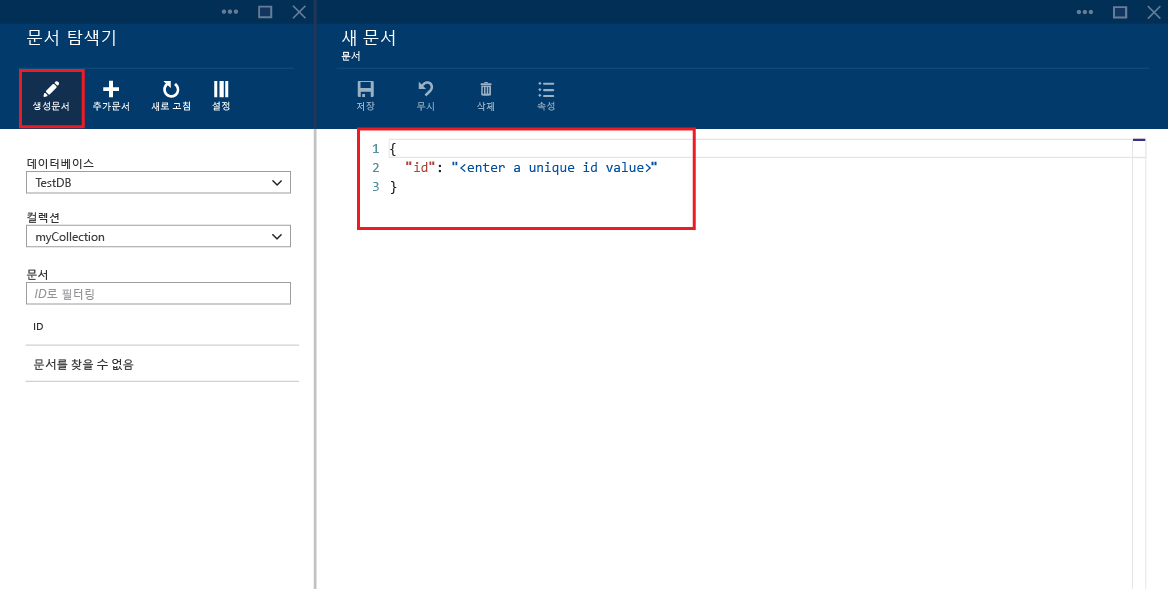 문서 탐색기
생성문서 추가문서 새로 고침 설정
데이터베이스
TestDB
컬렉션
myCollection
문서
ID로 필터링
ID
문서를 찾을 수 없음
새 문서
문서
저장 무시 삭제 속성
1 {
2 "id": "<enter a unique id value>"
3 }